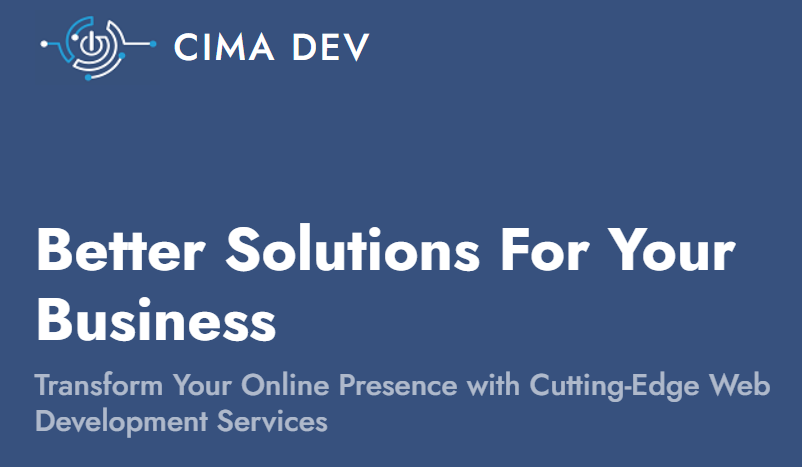 CIMA DEV
Better Solutions For Your
Business
Transform Your Online Presence with Cutting-Edge Web
Development Services